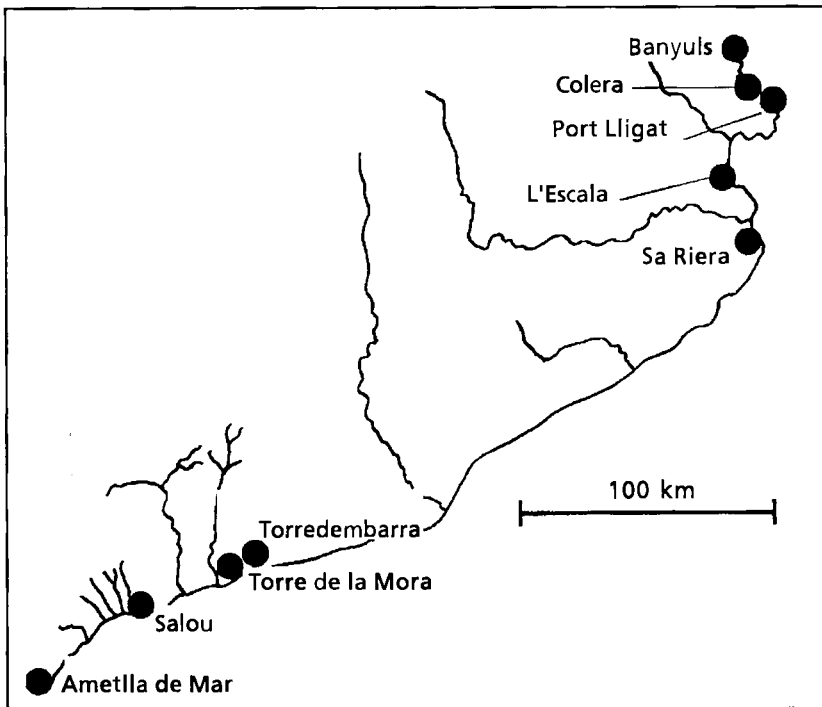 Banyuls
Colera
Port Lligat
L'Escala
Sa Riera
100 km
Torredembarra
Torre de la Mora
Salou
Ametlla de Mar